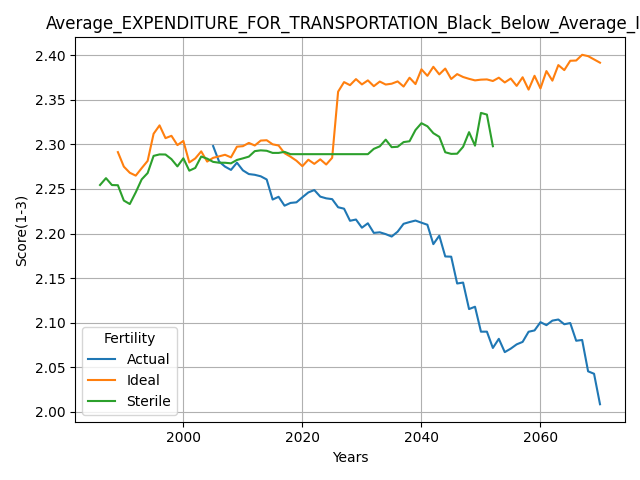 Average_EXPENDITURE_FOR_TRANSPORTATION_Black_Below_Average_I
2.40
2.35
2.30
2.25
2.20
2.15
2.10
2.05
2.00
Score(1-3)
Fertility
Actual
Ideal
Sterile
2000 2020 2040 2060
Years